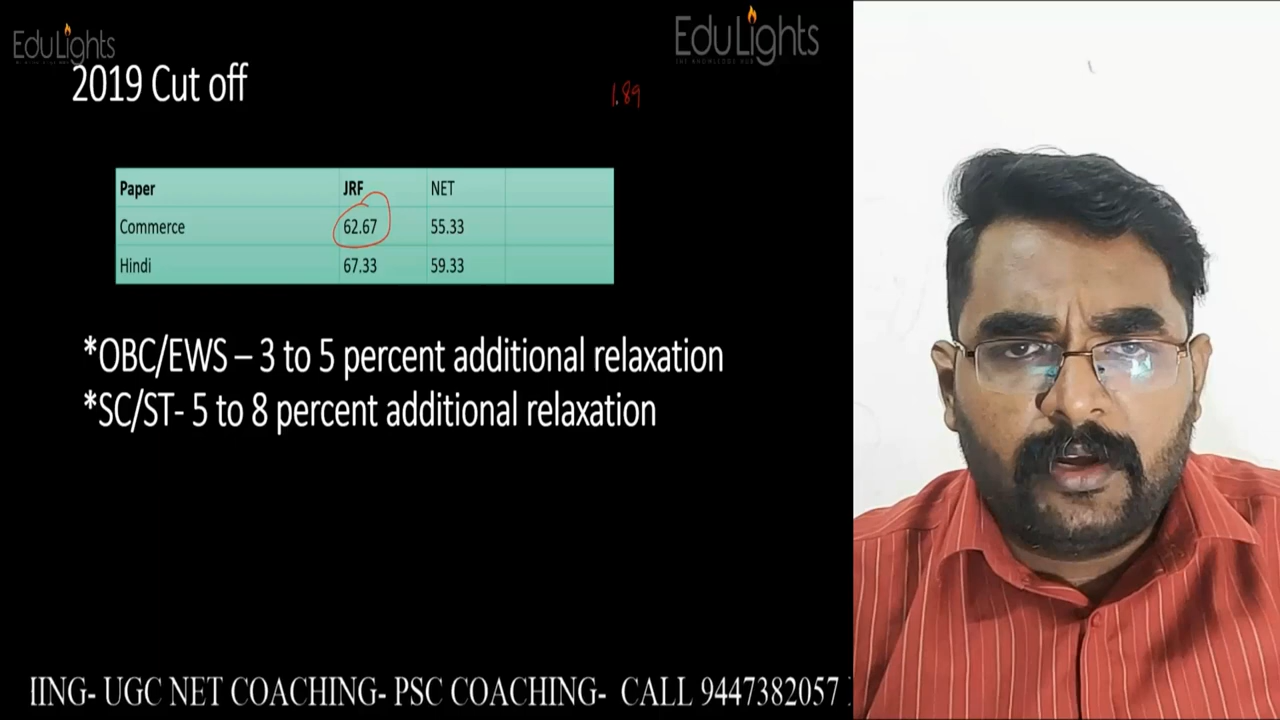 EduLights
EduLights
2019 Cut off
1.89
Paper JRF NET
Commerce 62.67 55.33
Hindi 67.33 59.33
*OBC/EWS – 3 to 5 percent additional relaxation
*SC/ST- 5 to 8 percent additional relaxation
IING- UGC NET COACHING- PSC COACHING- CALL 9447382057